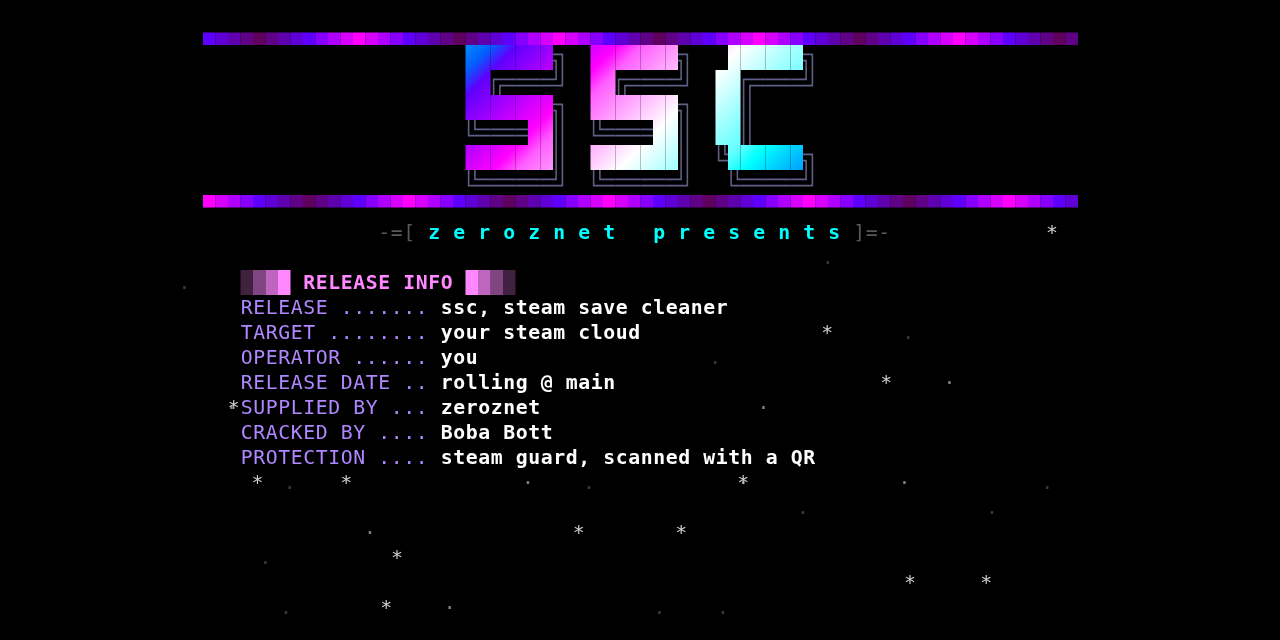 SSC
-=[ zeroznet presents ]=-
RELEASE INFO
RELEASE ....... ssc, steam save cleaner
TARGET ........ your steam cloud
OPERATOR ...... you
RELEASE DATE .. rolling @ main
SUPPLIED BY ... zeroznet
CRACKED BY .... Boba Bott
PROTECTION .... steam guard, scanned with a QR